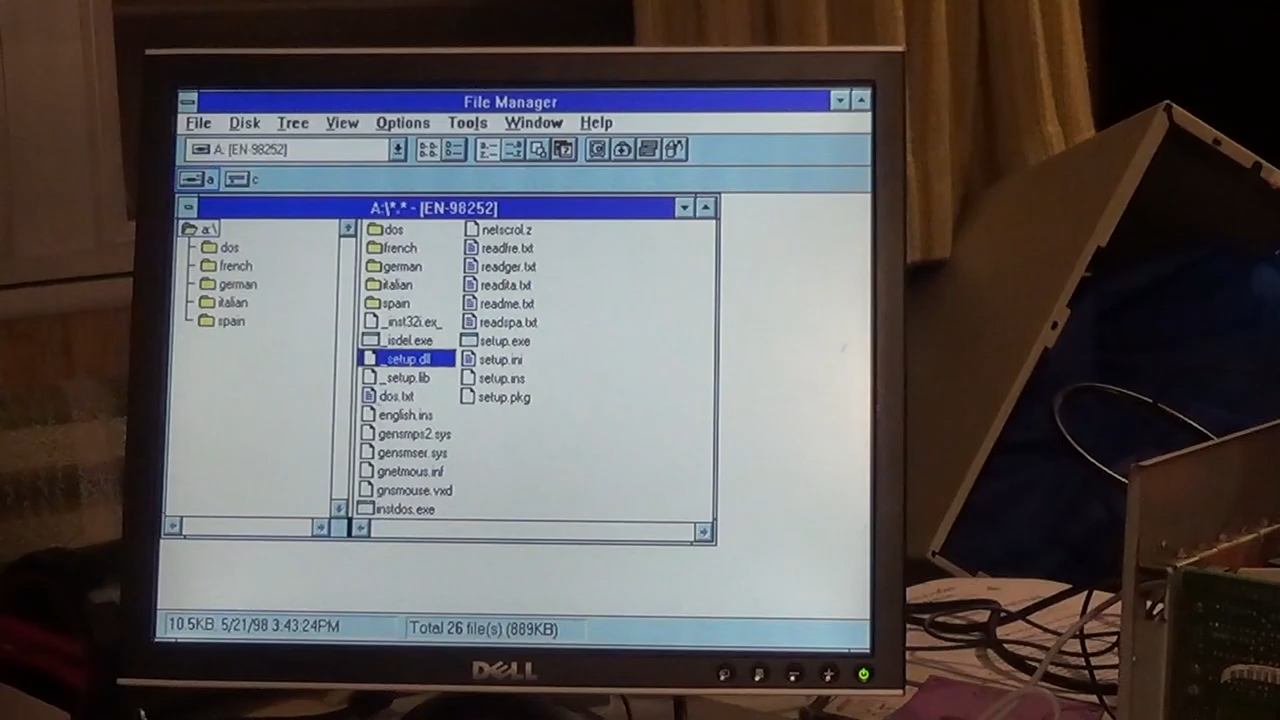 File Manager
File Disk Tree View Options Tools Window Help
A: [EN-98252]
a c
A:\*.* - [EN-98252]
a:\
dos
french
german
italian
spain
dos
french
german
italian
spain
_inst32i.ex_
_isdel.exe
_setup.dll
_setup.lib
dos.txt
english.ins
gensmps2.sys
gensmser.sys
gnetmous.inf
gnsmouse.vxd
instdos.exe
netscrol.z
readfre.txt
readger.txt
readita.txt
readme.txt
readspa.txt
setup.exe
setup.ini
setup.ins
setup.pkg
10.5KB, 5/21/98 3:43:24PM
Total 26 file(s) (889KB)
DELL